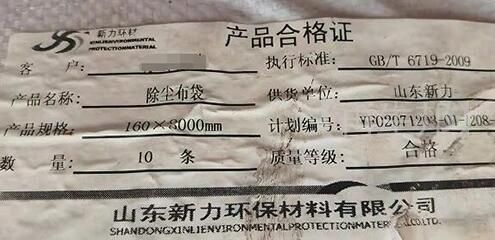 新力环材
XINLIENVIRONMENTAL
PROTECTIONMATERIAL
产品合格证
客 户:
执行标准: GB/T 6719-2009
产品名称: 除尘布袋
供货单位: 山东新力
产品规格: 160×8000mm
计划编号: YF02071208-01-1208-
数 量: 10 条
质量等级: 合格
山东新力环保材料有限公司
SHANDONGXINLIENVIRONMENTALPROTECTIONMATERIAL